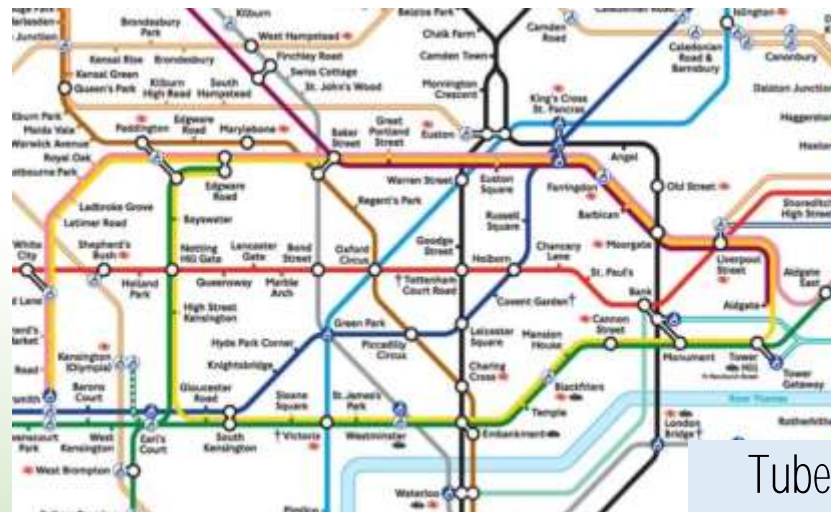 Brondesbury
Park
Kilburn
West Hampstead
Belsize Park
Chalk Farm
Camden Town
Camden
Road
Caledonian
Road &
Barnsbury
Canonbury
Junction
Kensal Rise
Brondesbury
Finchley Road
Swiss Cottage
St. John's Wood
Kensal Green
Queen's Park
Kilburn
High Road
South
Hampstead
Mornington
Crescent
King's Cross
St. Pancras
Dalston Junction
Maida Vale
Warwick Avenue
Royal Oak
Paddington
Edgware
Road
Marylebone
Baker
Street
Great
Portland
Street
Euston
Angel
Haggerston
Edgware
Road
Warren Street
Euston
Square
Farringdon
Old Street
Ladbroke Grove
Latimer Road
Bayswater
Regent's Park
Russell
Square
Barbican
Shoreditch
High Street
White
City
Shepherd's
Bush
Notting
Hill Gate
Lancaster
Gate
Bond
Street
Oxford
Circus
Goodge
Street
Holborn
Chancery
Lane
Moorgate
Liverpool
Street
Holland
Park
Queensway
Marble
Arch
Tottenham
Court Road
St. Paul's
Bank
Aldgate
East
Aldgate
High Street
Kensington
Covent Garden
Green Park
Hyde Park Corner
Piccadilly
Circus
Leicester
Square
Mansion
House
Cannon
Street
Monument
Tower
Hill
Tower
Gateway
Kensington
(Olympia)
Knightsbridge
Barons
Court
Gloucester
Road
Sloane
Square
St. James's
Park
Charing
Cross
Blackfriars
River Thames
West
Kensington
Earl's
Court
South
Kensington
Victoria
Westminster
Embankment
Temple
London
Bridge
West Brompton
Pimlico
Waterloo
Tube